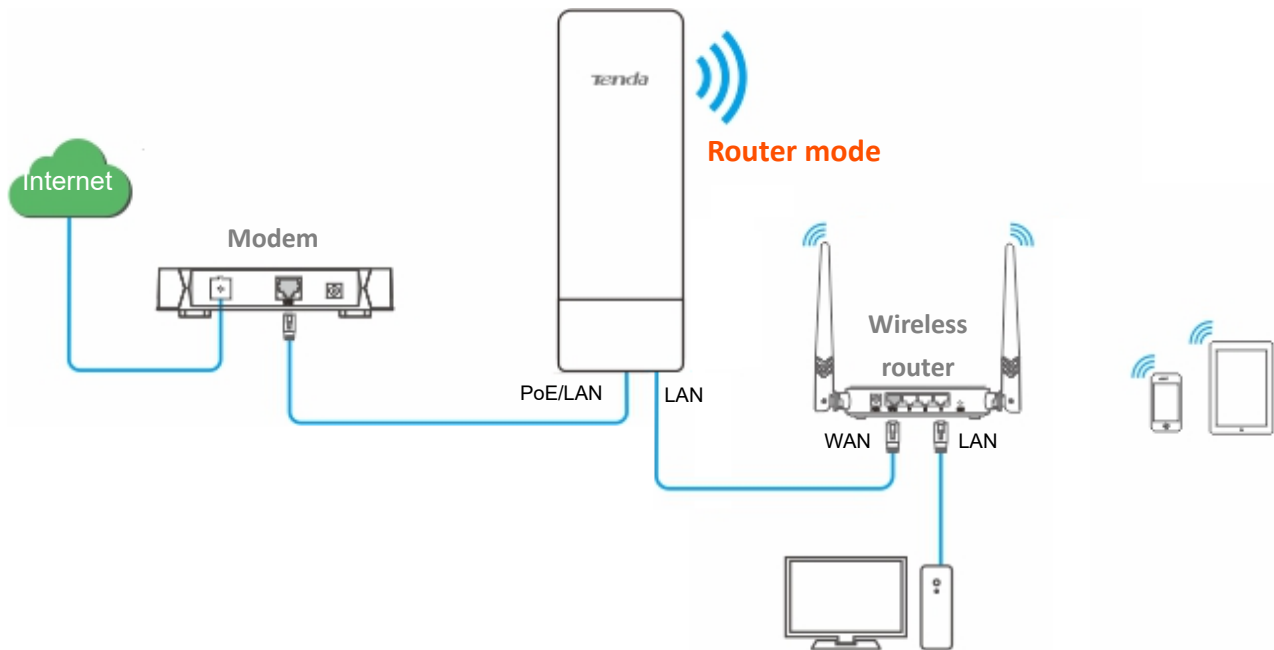 Tenda
Router mode
Internet
Modem
Wireless
router
PoE/LAN
LAN
WAN
LAN